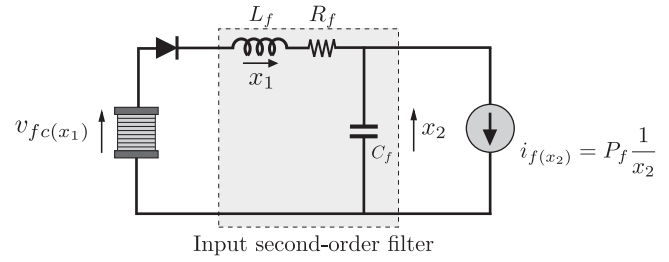 L_f R_f
x_1
v_{fc(x_1)}
C_f
x_2
i_{f(x_2)} = P_f \frac{1}{x_2}
Input second-order filter